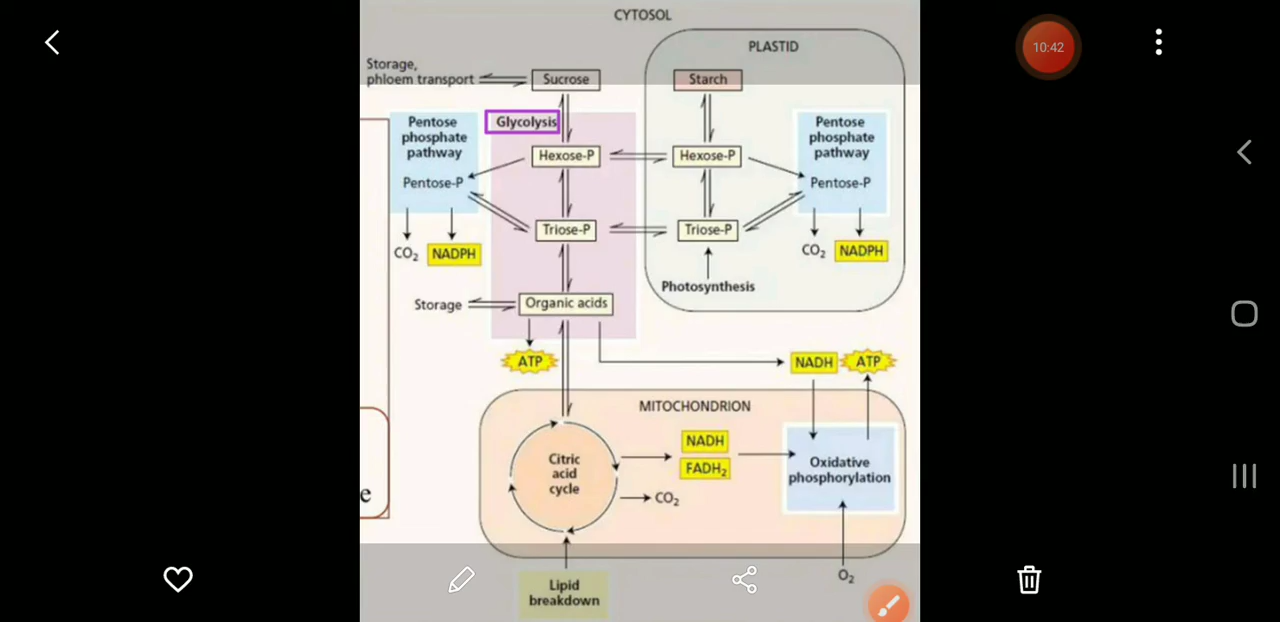 CYTOSOL
10:42
PLASTID
Storage,
phloem transport
Sucrose
Starch
Pentose
phosphate
pathway
Glycolysis
Pentose
phosphate
pathway
Hexose-P
Hexose-P
Pentose-P
Pentose-P
Triose-P
Triose-P
CO₂
NADPH
CO₂
NADPH
Photosynthesis
Storage
Organic acids
ATP
NADH
ATP
MITOCHONDRION
Citric
acid
cycle
NADH
FADH₂
CO₂
Oxidative
phosphorylation
e
Lipid
breakdown
O₂